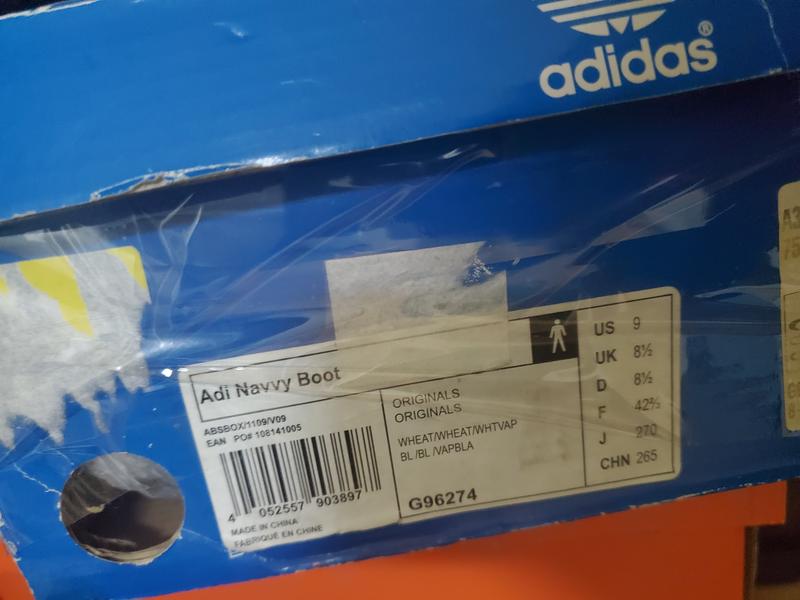 adidas®
Adi Navvy Boot
ABSBOX/1109/V09
EAN PO# 108141005
4 052557 903897
MADE IN CHINA
FABRIQUÉ EN CHINE
ORIGINALS
ORIGINALS
WHEAT/WHEAT/WHTVAP
BL /BL /VAPBLA
G96274
US 9
UK 8½
D 8½
F 42⅔
J 270
CHN 265